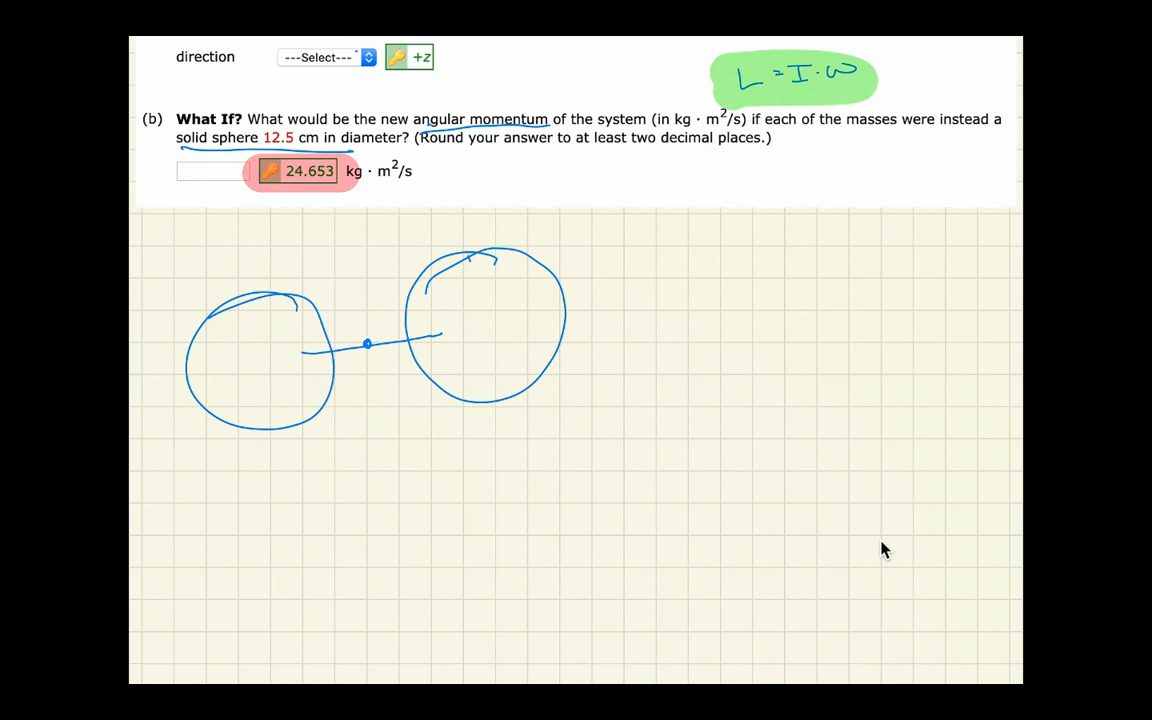 direction ---Select--- +z
L = I · ω
(b) What If? What would be the new angular momentum of the system (in kg · m²/s) if each of the masses were instead a
solid sphere 12.5 cm in diameter? (Round your answer to at least two decimal places.)
24.653 kg · m²/s